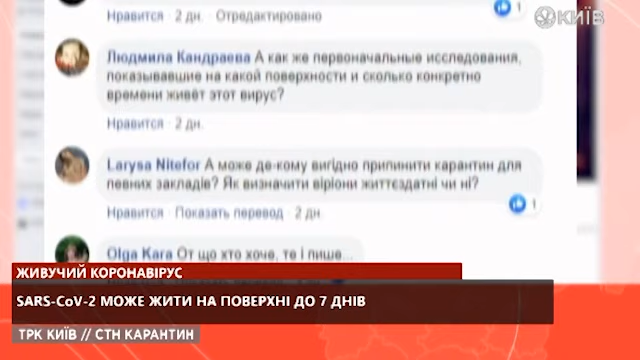 Нравится · 2 дн. Отредактировано
1
КИЇВ
Людмила Кандраева А как же первоначальные исследования,
показывавшие на какой поверхности и сколько конкретно
времени живёт этот вирус?
Нравится · 2 дн.
Larysa Nitefor А може де-кому вигідно припинити карантин для
певних закладів? Як визначити віріони життєздатні чи ні?
1
Нравится · Показать перевод · 2 дн.
Olga Kara От що хто хоче, те і пише...
ЖИВУЧИЙ КОРОНАВІРУС
SARS-CoV-2 МОЖЕ ЖИТИ НА ПОВЕРХНІ ДО 7 ДНІВ
ТРК КИЇВ // СТН КАРАНТИН